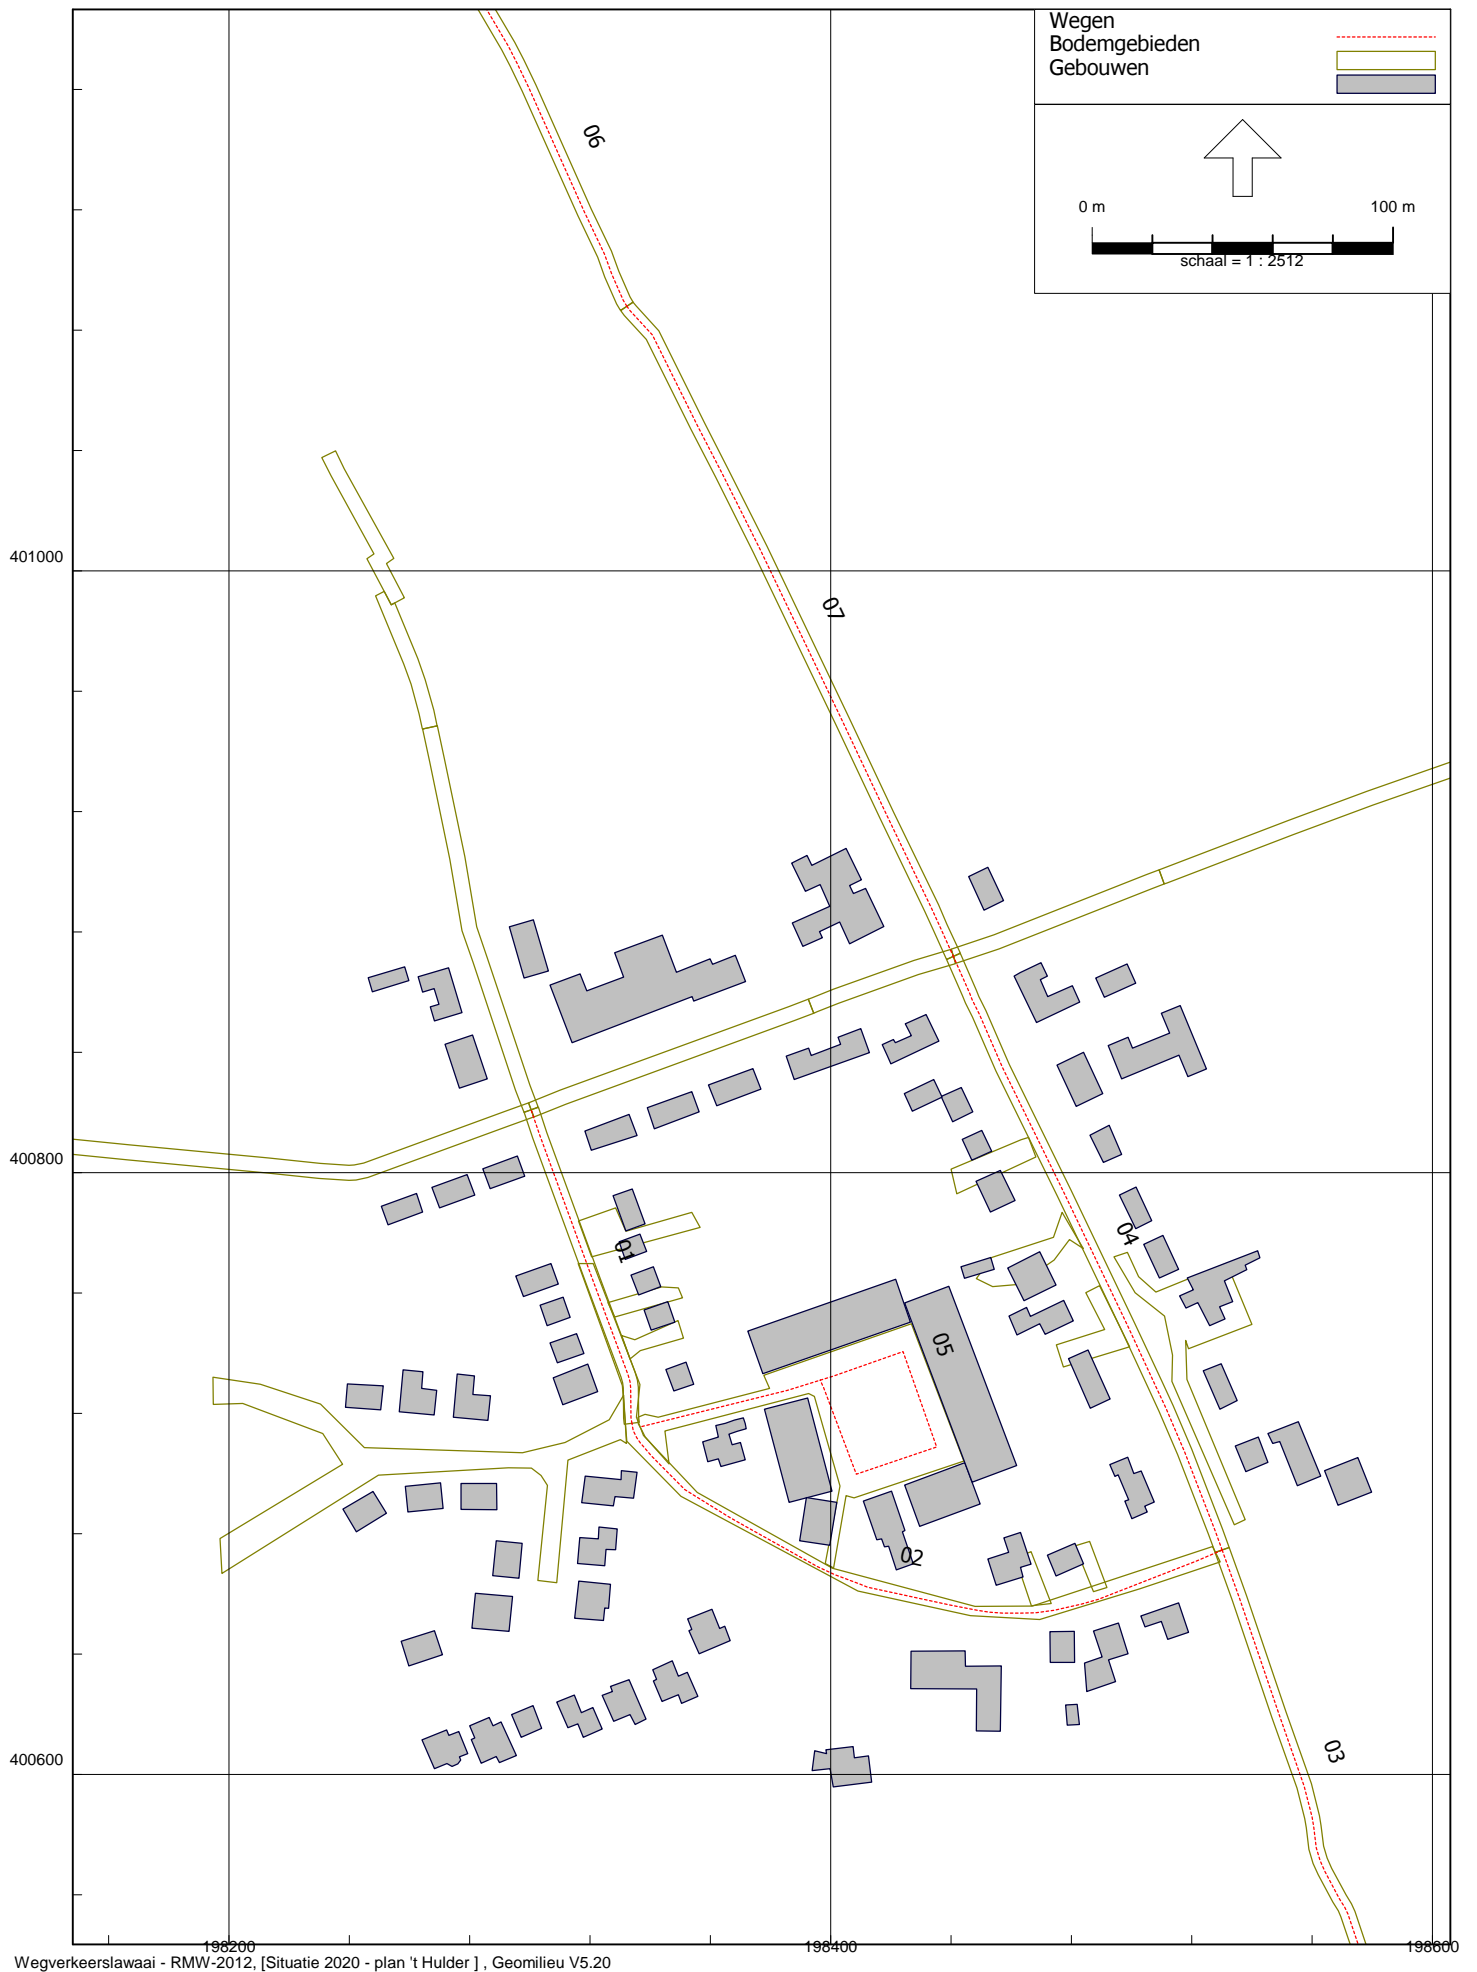 Wegen
Bodemgebieden
Gebouwen
0 m 100 m
schaal = 1 : 2512
06
401000
07
400800
01
04
05
02
03
400600
198200 198400 198600
Wegverkeerslawaai - RMW-2012, [Situatie 2020 - plan 't Hulder ] , Geomilieu V5.20